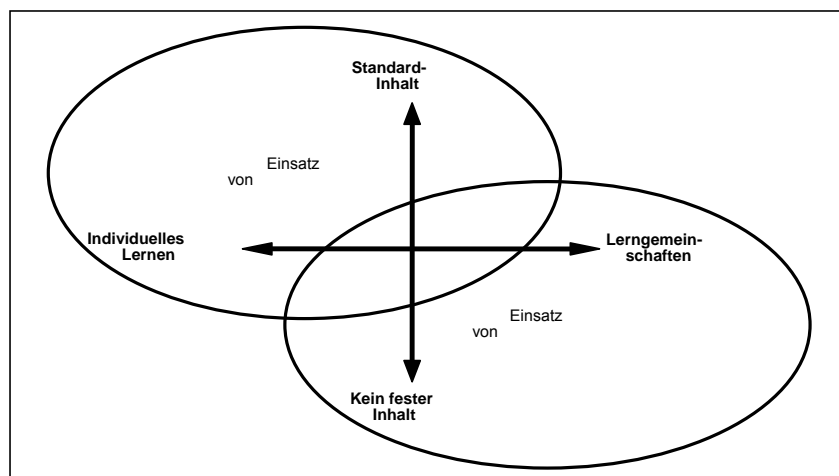 Standard-
Inhalt
Einsatz
von
Individuelles
Lernen
Lerngemein-
schaften
Einsatz
von
Kein fester
Inhalt